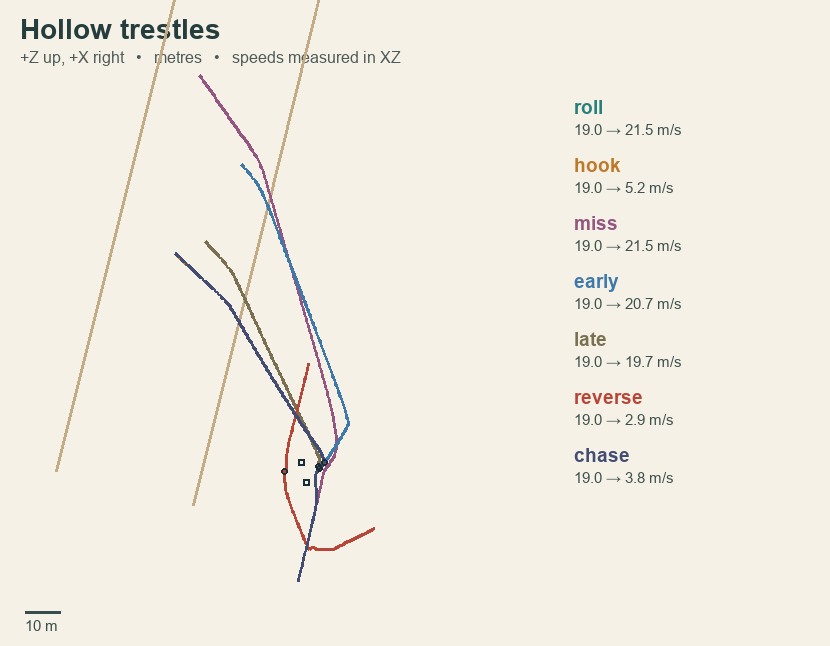 Hollow trestles
+Z up, +X right • metres • speeds measured in XZ
roll
19.0 → 21.5 m/s
hook
19.0 → 5.2 m/s
miss
19.0 → 21.5 m/s
early
19.0 → 20.7 m/s
late
19.0 → 19.7 m/s
reverse
19.0 → 2.9 m/s
chase
19.0 → 3.8 m/s
10 m